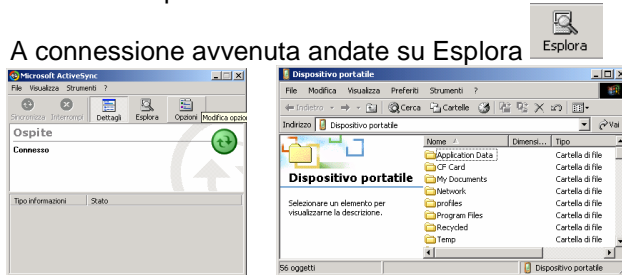 A connessione avvenuta andate su Esplora
Esplora
Microsoft ActiveSync
File Visualizza Strumenti ?
Sincronizza Interrompi Dettagli Esplora Opzioni Modifica opzioni
Ospite
Connesso
Tipo informazioni Stato
Dispositivo portatile
File Modifica Visualizza Preferiti Strumenti ?
Indietro Cerca Cartelle
Indirizzo Dispositivo portatile Vai
Nome Dimensi... Tipo
Application Data Cartella di file
CF Card Cartella di file
My Documents Cartella di file
Network Cartella di file
profiles Cartella di file
Program Files Cartella di file
Recycled Cartella di file
Temp Cartella di file
Dispositivo portatile
Selezionare un elemento per
visualizzarne la descrizione.
56 oggetti Dispositivo portatile